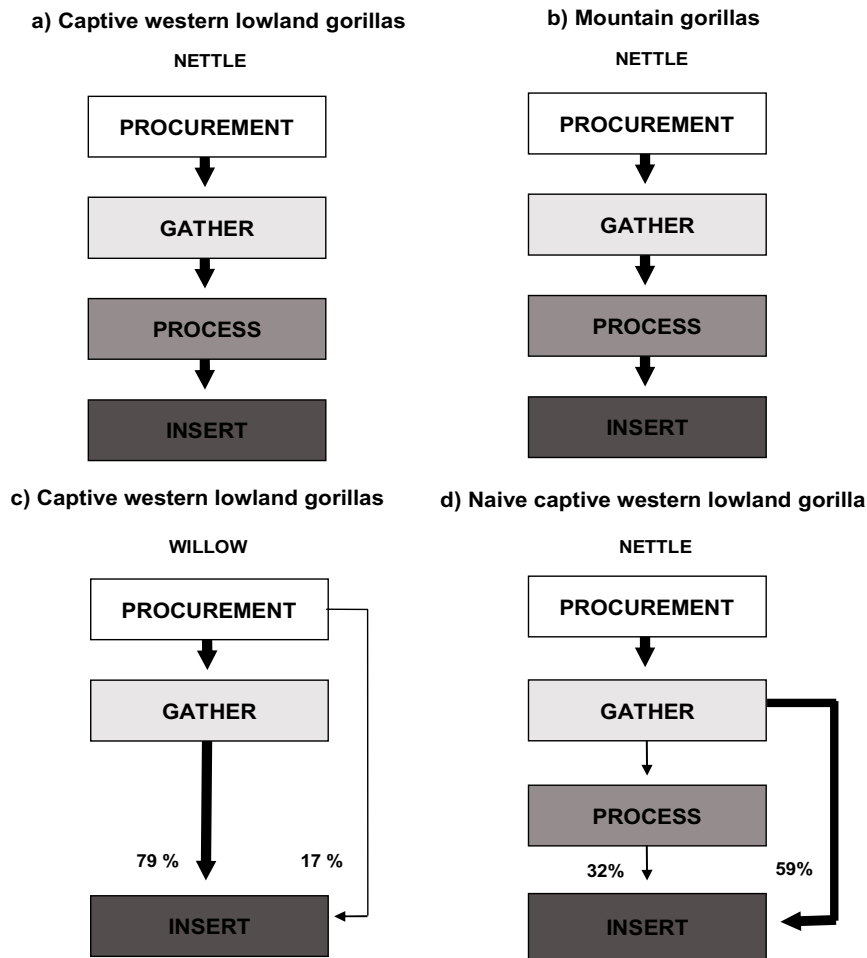 a) Captive western lowland gorillas
NETTLE
PROCUREMENT
GATHER
PROCESS
INSERT
b) Mountain gorillas
NETTLE
PROCUREMENT
GATHER
PROCESS
INSERT
c) Captive western lowland gorillas
WILLOW
PROCUREMENT
GATHER
79 %
17 %
INSERT
d) Naive captive western lowland gorilla
NETTLE
PROCUREMENT
GATHER
PROCESS
32%
59%
INSERT